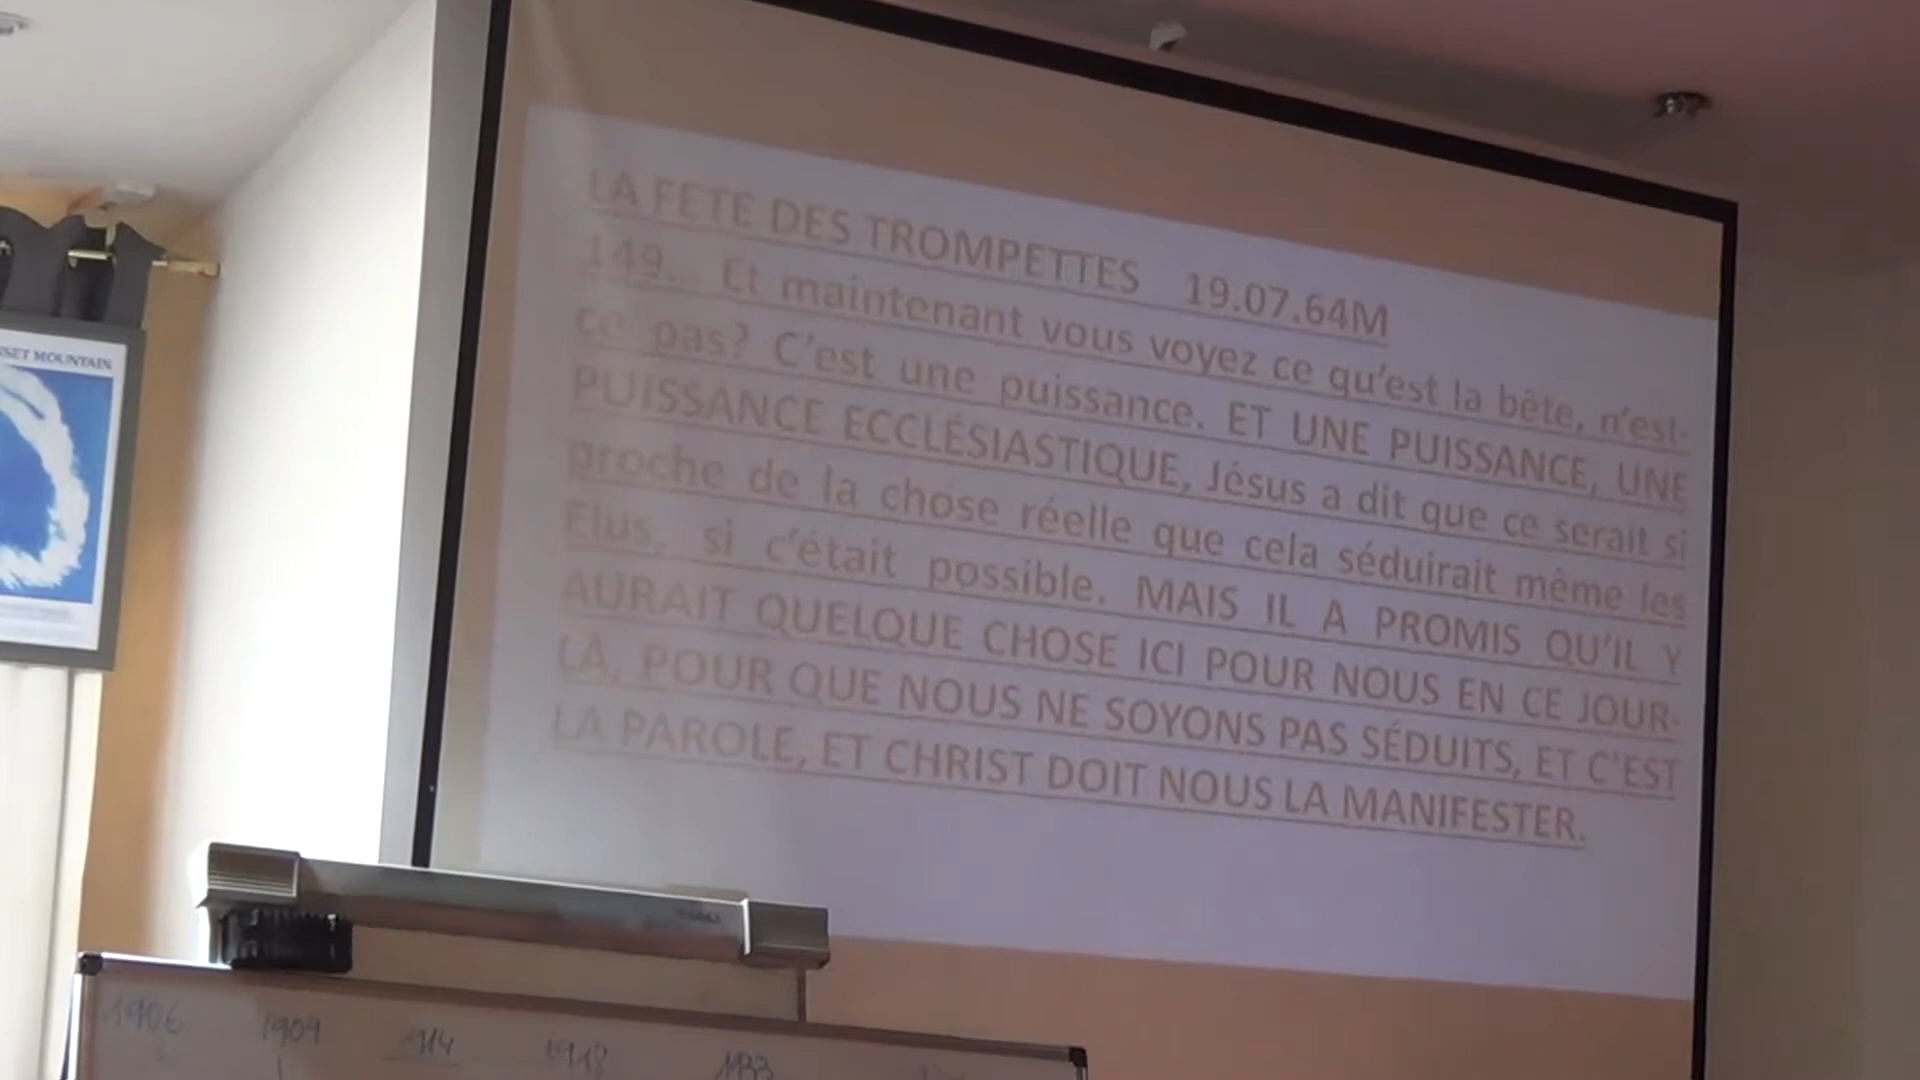 LA FETE DES TROMPETTES 19.07.64M
149... Et maintenant vous voyez ce qu'est la bête, n'est-
ce pas? C'est une puissance. ET UNE PUISSANCE, UNE
PUISSANCE ECCLÉSIASTIQUE, Jésus a dit que ce serait si
proche de la chose réelle que cela séduirait même les
Elus, si c'était possible. MAIS IL A PROMIS QU'IL Y
AURAIT QUELQUE CHOSE ICI POUR NOUS EN CE JOUR-
LÀ, POUR QUE NOUS NE SOYONS PAS SÉDUITS, ET C'EST
LA PAROLE, ET CHRIST DOIT NOUS LA MANIFESTER.
SET MOUNTAIN
1906 1909 1914 1918 1933